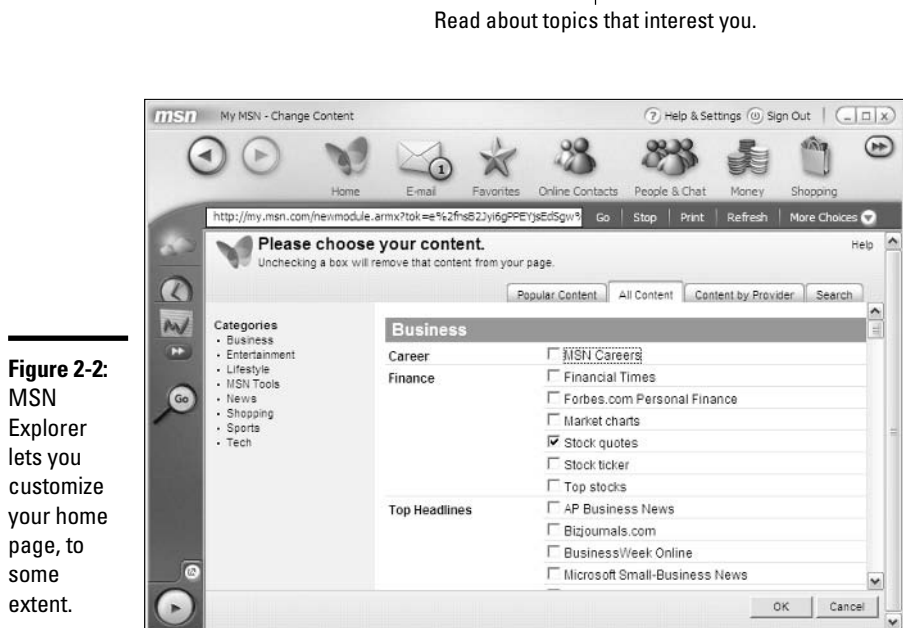 Read about topics that interest you.
msn My MSN - Change Content Help & Settings Sign Out
1
Home E-mail Favorites Online Contacts People & Chat Money Shopping
Go Stop Print Refresh More Choices
Please choose your content. Help
Unchecking a box will remove that content from your page.
Popular Content All Content Content by Provider Search
Categories
• Business
• Entertainment
• Lifestyle
• MSN Tools
• News
• Shopping
• Sports
• Tech
Go
Business
Career MSN Careers
Finance Financial Times
Forbes.com Personal Finance
Market charts
Stock quotes
Stock ticker
Top stocks
Top Headlines AP Business News
Bizjournals.com
BusinessWeek Online
Microsoft Small-Business News
OK Cancel
Figure 2-2:
MSN
Explorer
lets you
customize
your home
page, to
some
extent.